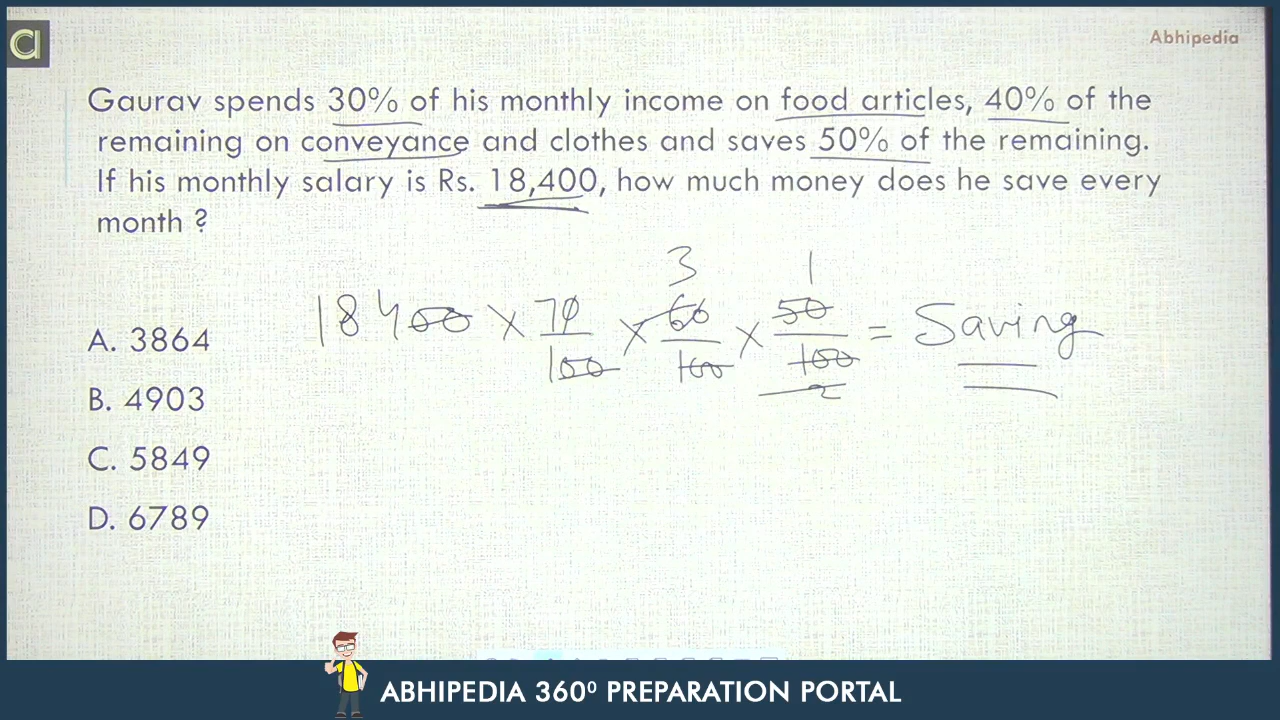 Abhipedia
Gaurav spends 30% of his monthly income on food articles, 40% of the
remaining on conveyance and clothes and saves 50% of the remaining.
If his monthly salary is Rs. 18,400, how much money does he save every
month ?
3 1
18400 × 70/100 × 60/100 × 50/100 = Saving
2
A. 3864
B. 4903
C. 5849
D. 6789
ABHIPEDIA 360⁰ PREPARATION PORTAL